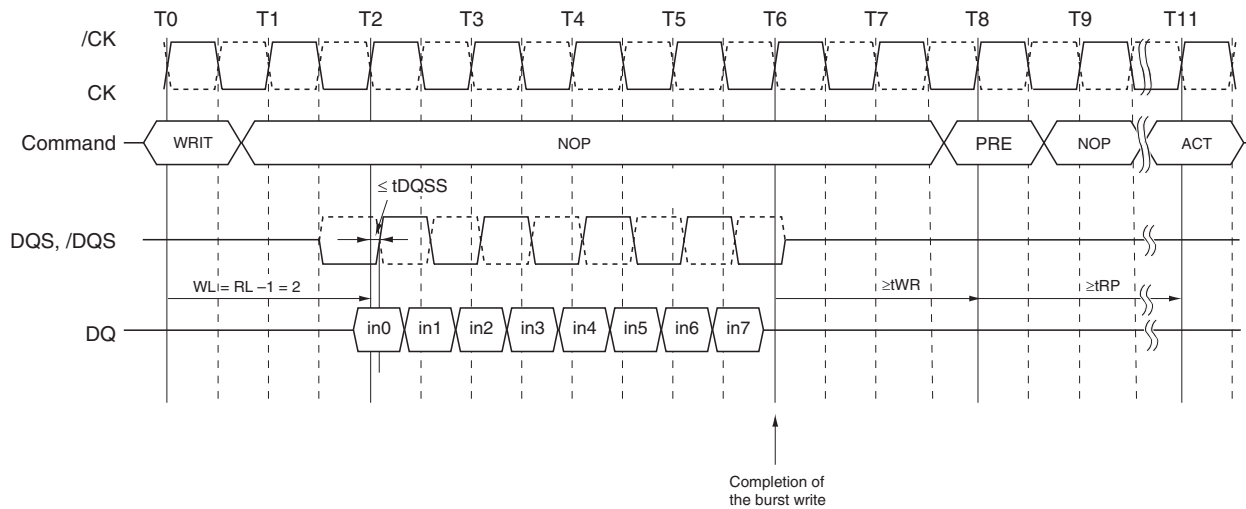 T0 T1 T2 T3 T4 T5 T6 T7 T8 T9 T11
/CK
CK
Command WRIT NOP PRE NOP ACT
≤ tDQSS
DQS, /DQS
WL = RL −1 = 2 ≥tWR ≥tRP
DQ in0 in1 in2 in3 in4 in5 in6 in7
Completion of
the burst write